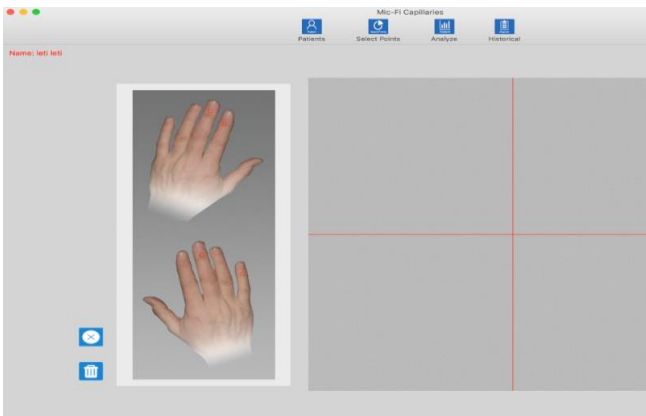 Mic-Fi Capillaries
Patients Select Points Analyze Historical
Name: leti leti